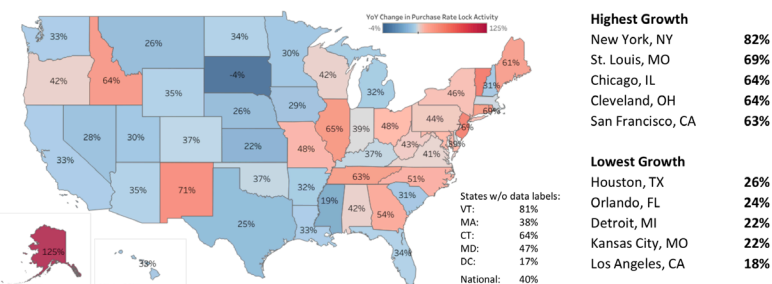 YoY Change in Purchase Rate Lock Activity
-4% 125%
33%
26%
34%
30%
42%
64%
35%
-4%
42%
32%
46%
31%
61%
69%
26%
29%
28%
30%
37%
22%
48%
65%
39%
48%
44%
76%
33%
35%
71%
37%
32%
37%
43%
41%
63%
51%
25%
33%
19%
42%
54%
31%
34%
125%
States w/o data labels:
VT: 81%
MA: 38%
CT: 64%
MD: 47%
DC: 17%
National: 40%
Highest Growth
New York, NY 82%
St. Louis, MO 69%
Chicago, IL 64%
Cleveland, OH 64%
San Francisco, CA 63%
Lowest Growth
Houston, TX 26%
Orlando, FL 24%
Detroit, MI 22%
Kansas City, MO 22%
Los Angeles, CA 18%